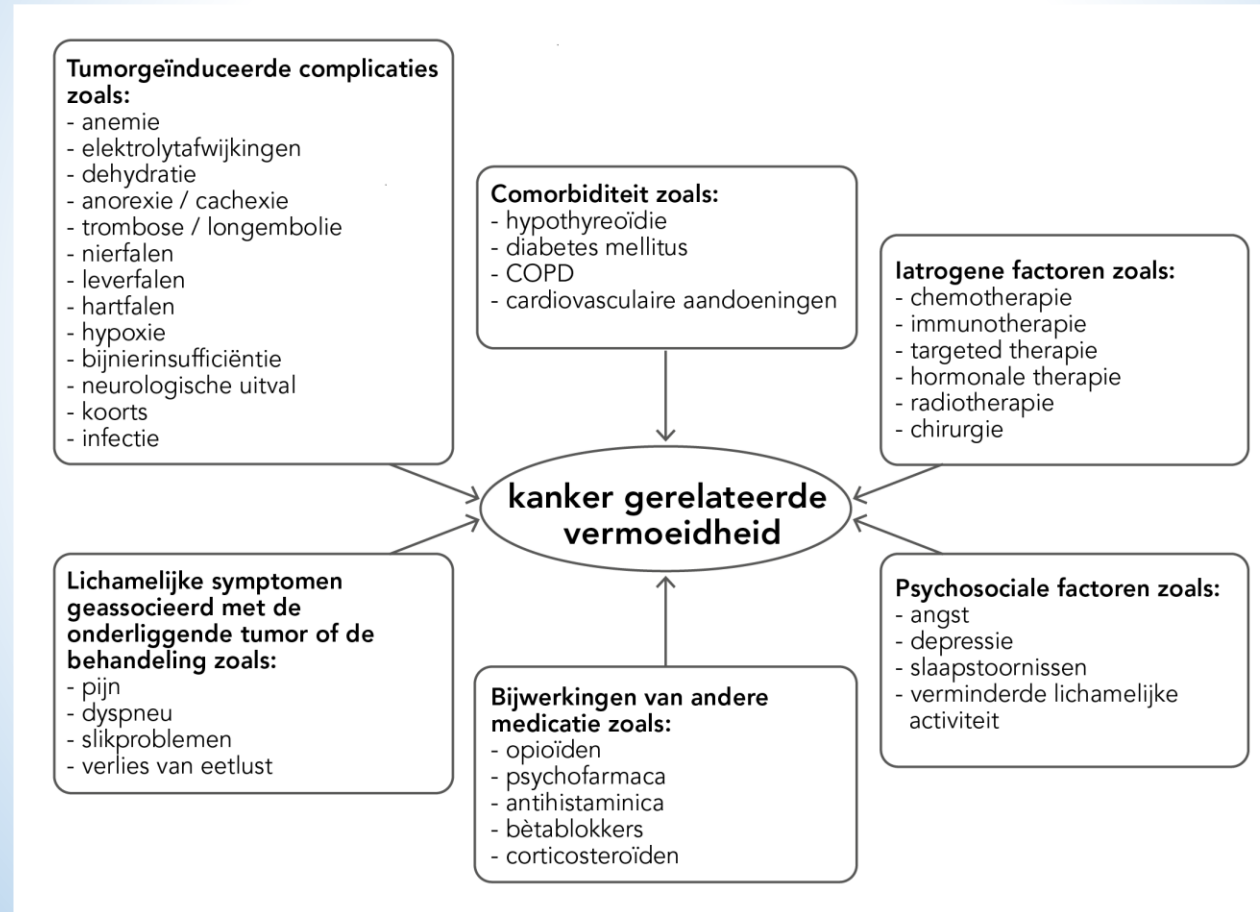 Tumorgeïnduceerde complicaties
zoals:
- anemie
- elektrolytafwijkingen
- dehydratie
- anorexie / cachexie
- trombose / longembolie
- nierfalen
- leverfalen
- hartfalen
- hypoxie
- bijnierinsufficiëntie
- neurologische uitval
- koorts
- infectie
Comorbiditeit zoals:
- hypothyreoïdie
- diabetes mellitus
- COPD
- cardiovasculaire aandoeningen
Iatrogene factoren zoals:
- chemotherapie
- immunotherapie
- targeted therapie
- hormonale therapie
- radiotherapie
- chirurgie
kanker gerelateerde
vermoeidheid
Lichamelijke symptomen
geassocieerd met de
onderliggende tumor of de
behandeling zoals:
- pijn
- dyspneu
- slikproblemen
- verlies van eetlust
Bijwerkingen van andere
medicatie zoals:
- opioïden
- psychofarmaca
- antihistaminica
- bètablokkers
- corticosteroïden
Psychosociale factoren zoals:
- angst
- depressie
- slaapstoornissen
- verminderde lichamelijke
activiteit